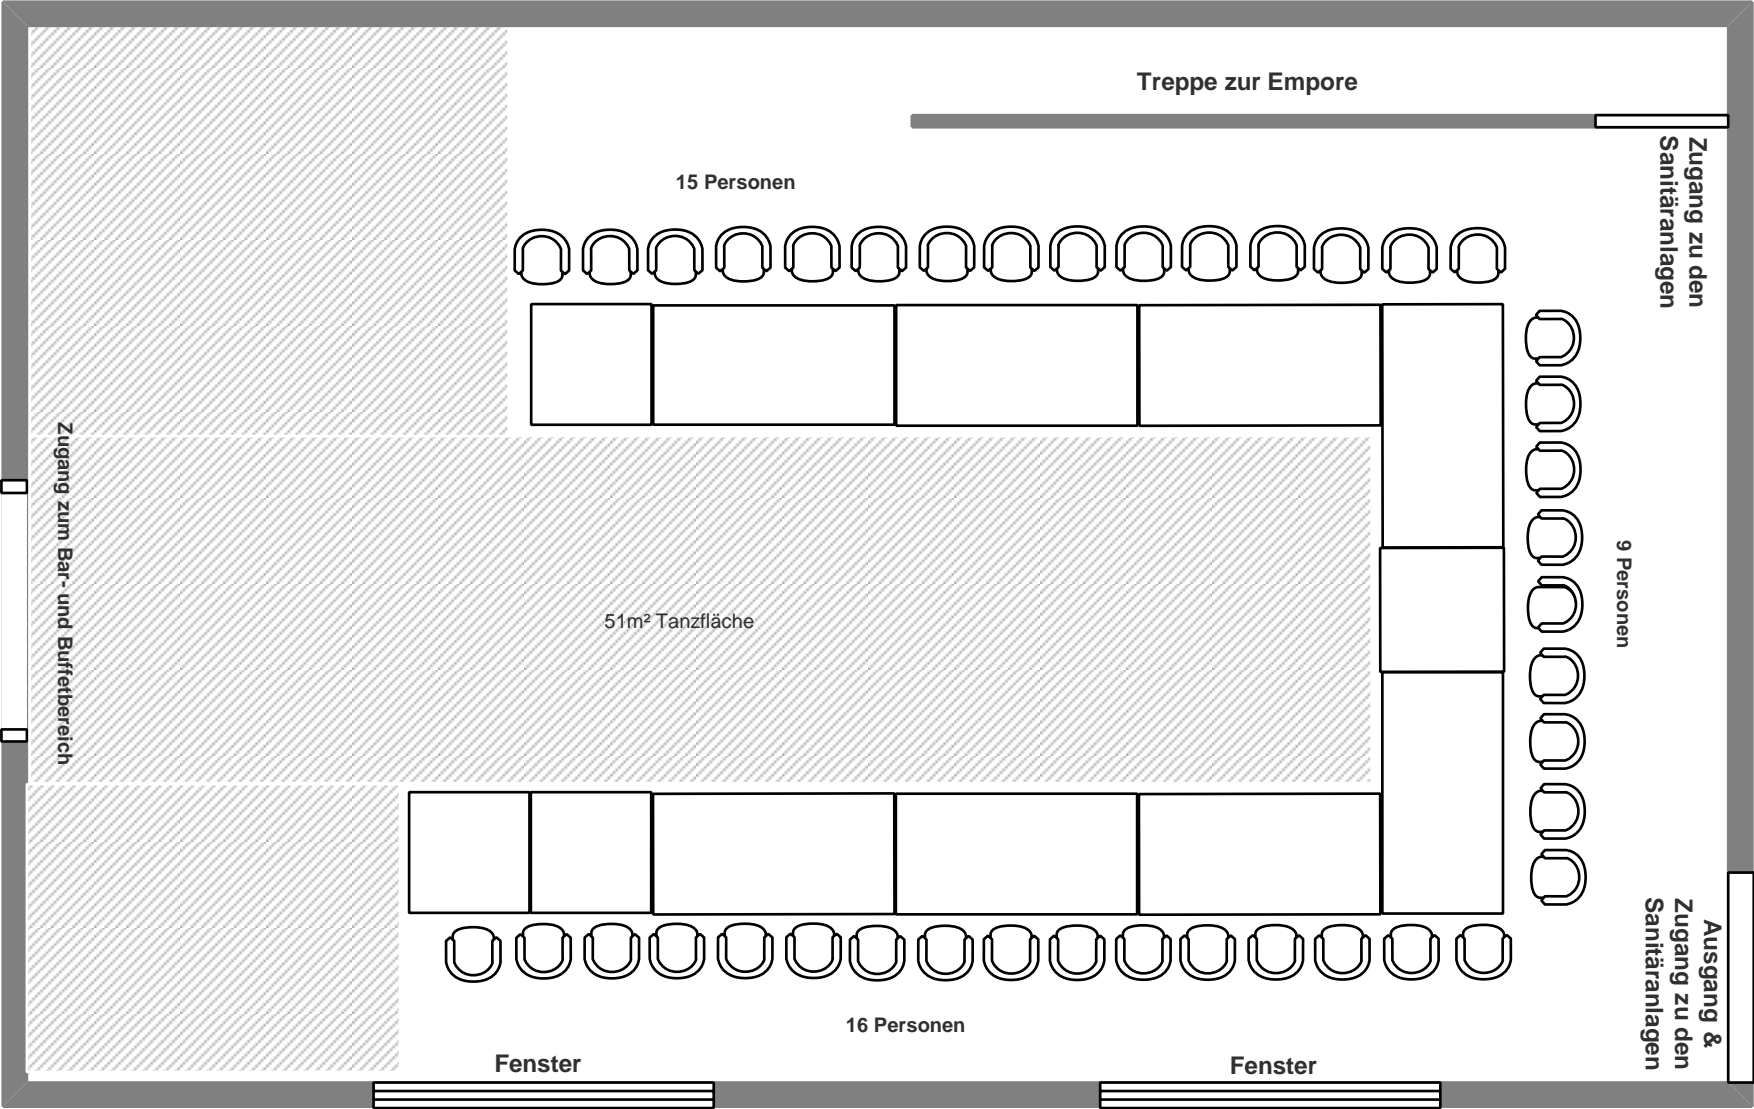 Treppe zur Empore
Zugang zu den
Sanitäranlagen
15 Personen
Zugang zum Bar- und Buffetbereich
9 Personen
51m² Tanzfläche
Ausgang &
Zugang zu den
Sanitäranlagen
16 Personen
Fenster
Fenster